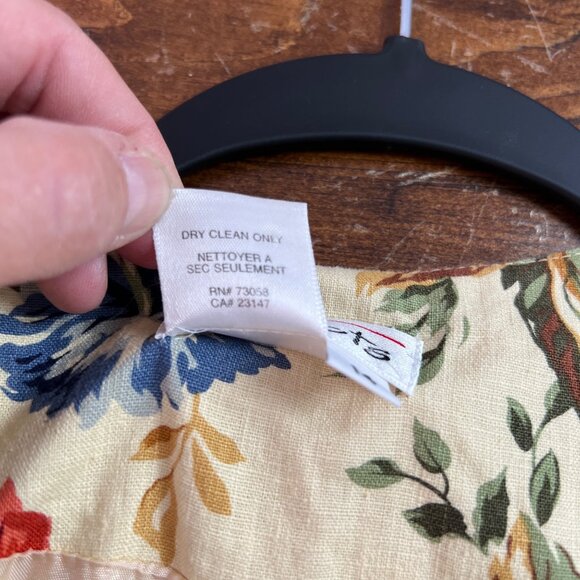 DRY CLEAN ONLY
NETTOYER A
SEC SEULEMENT
RN# 73058
CA# 23147